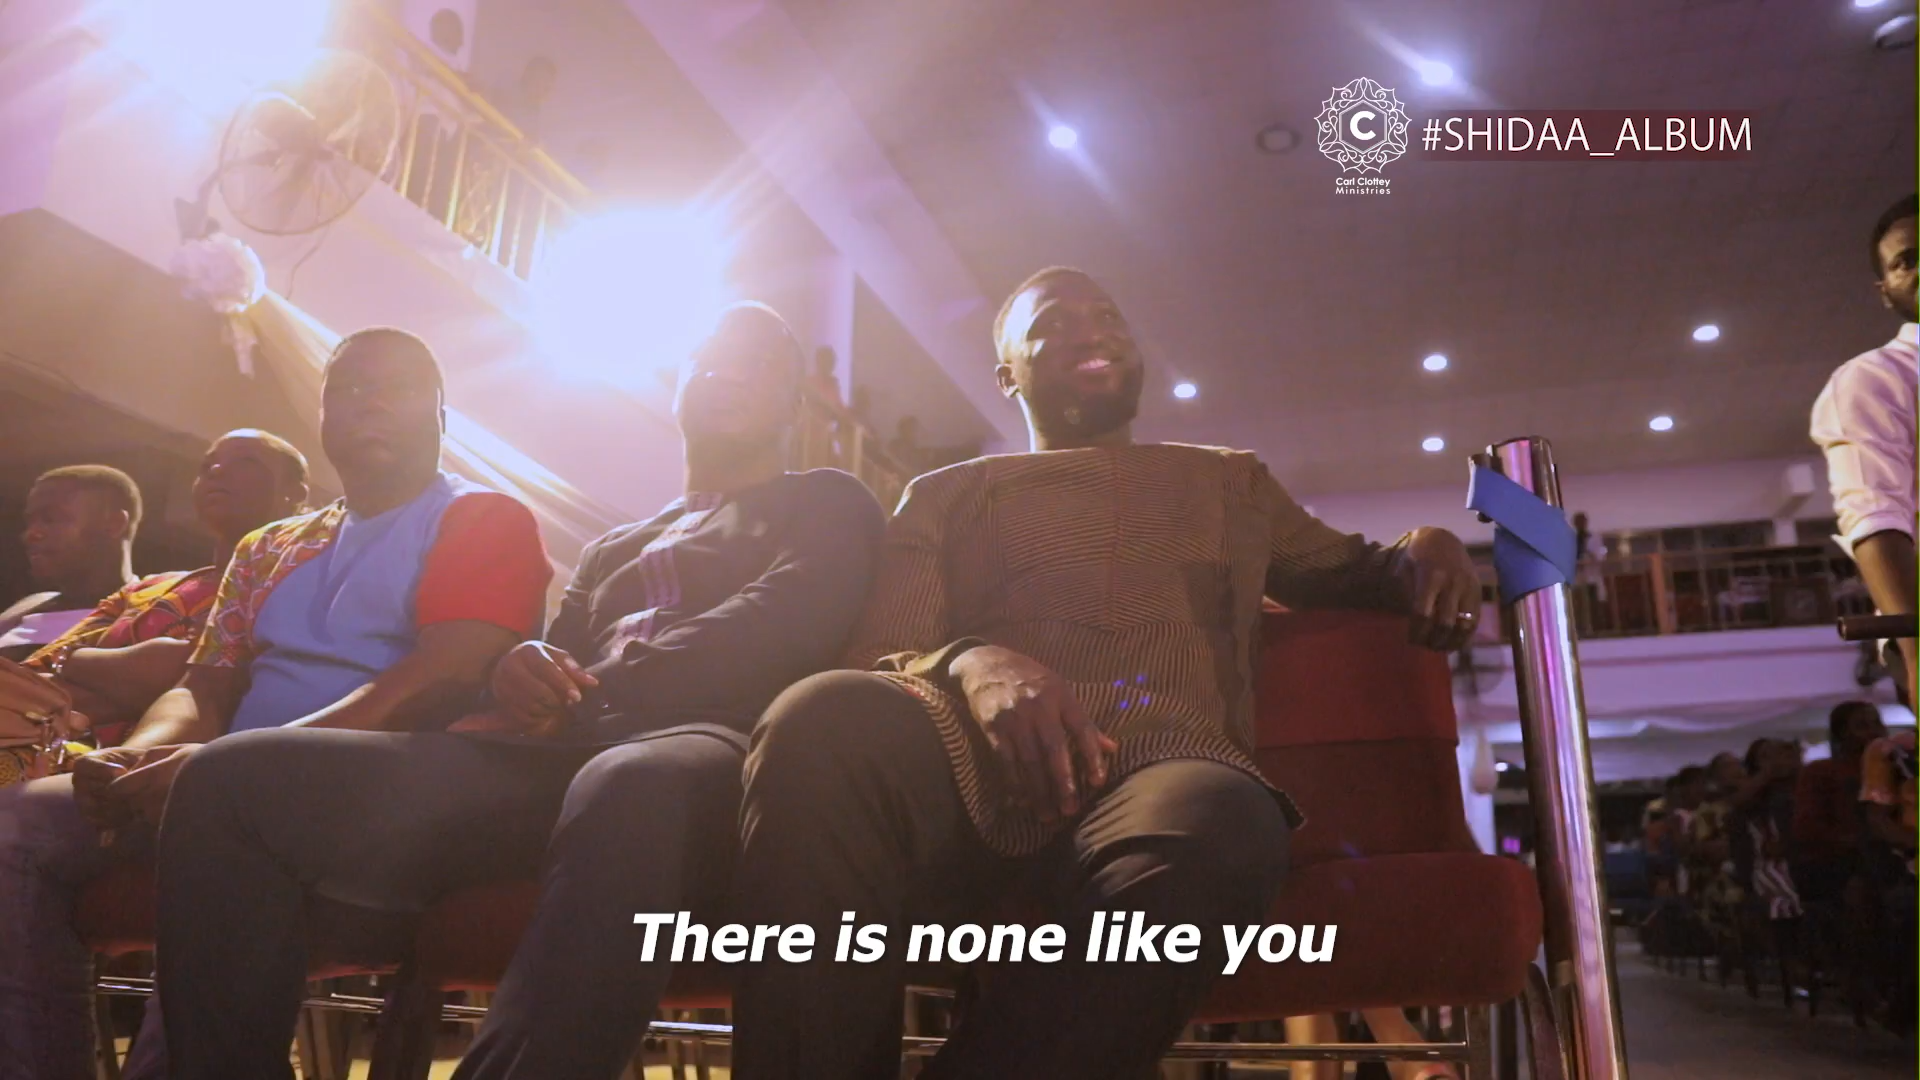 C
#SHIDAA_ALBUM
Carl Clottey
Ministries
There is none like you